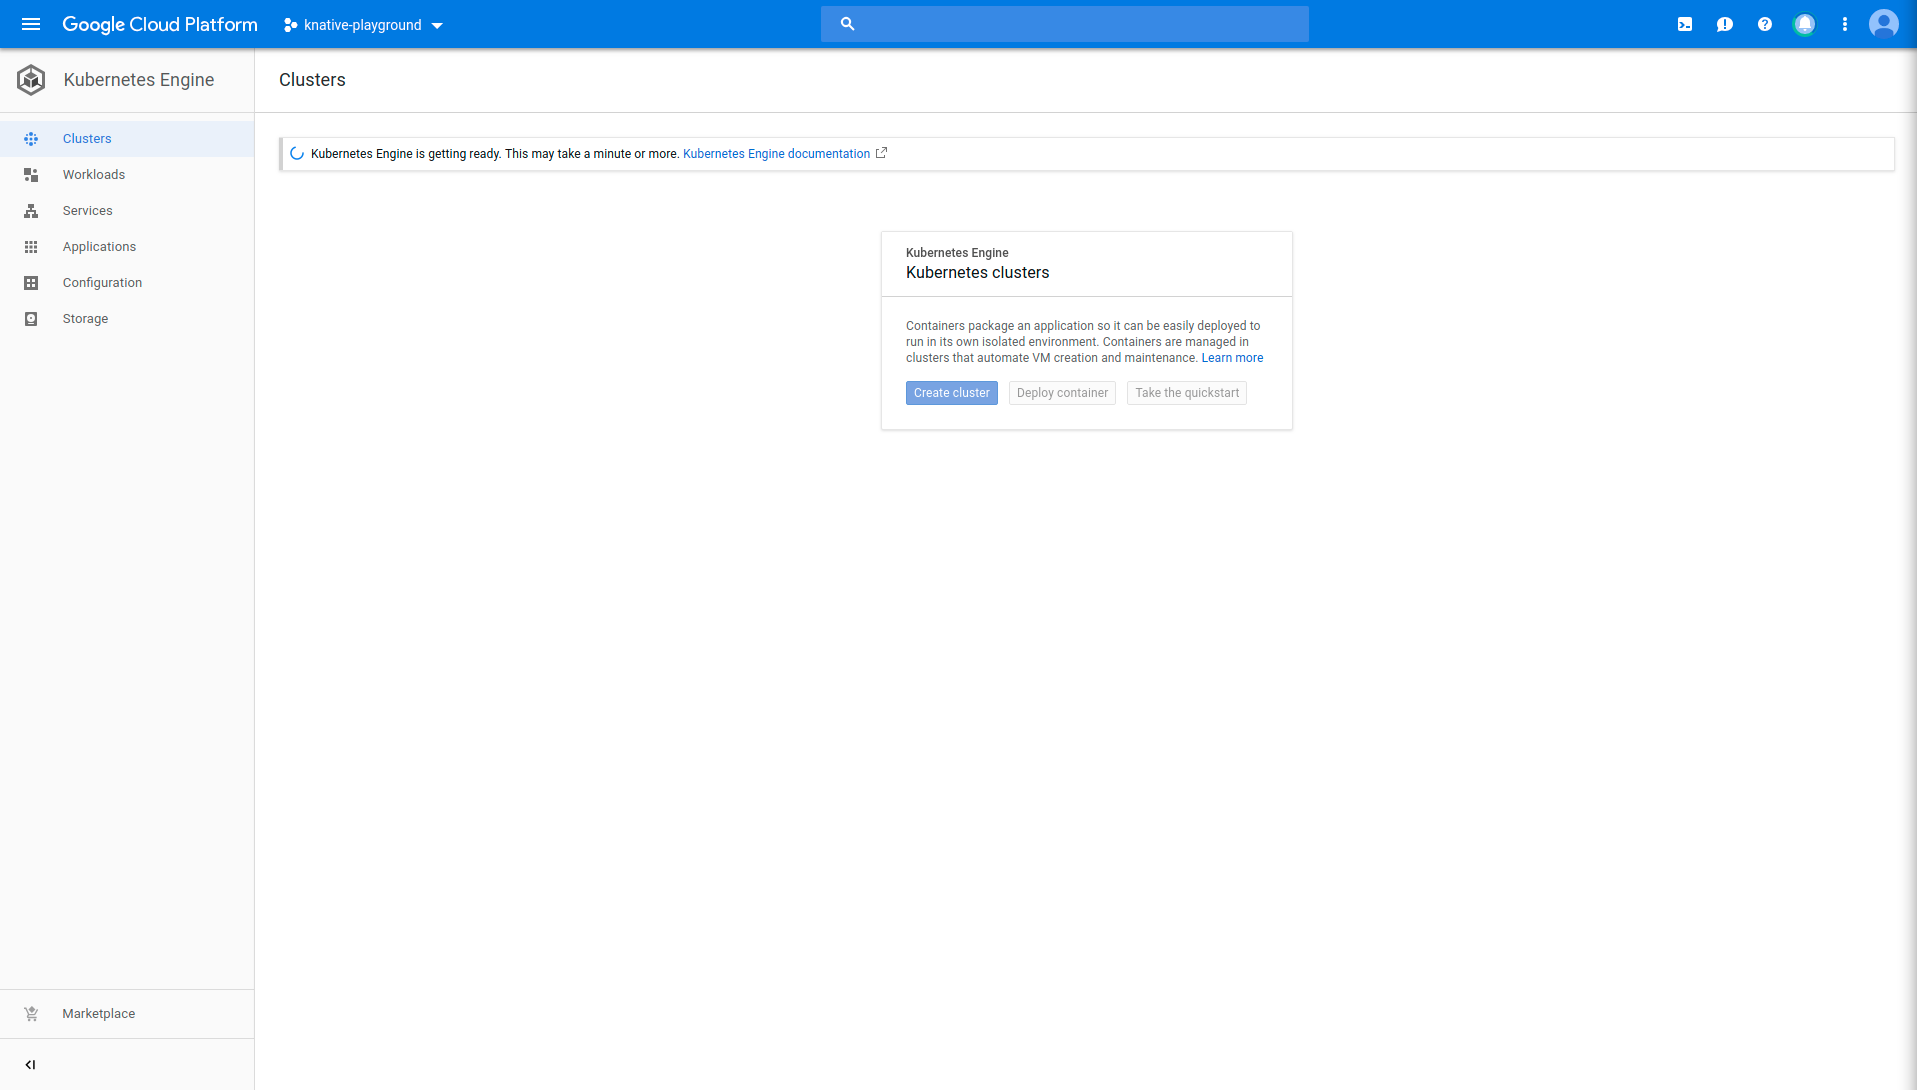 Google Cloud Platform
knative-playground
Kubernetes Engine
Clusters
Clusters
Workloads
Services
Applications
Configuration
Storage
Marketplace
Kubernetes Engine is getting ready. This may take a minute or more. Kubernetes Engine documentation
Kubernetes Engine
Kubernetes clusters
Containers package an application so it can be easily deployed to
run in its own isolated environment. Containers are managed in
clusters that automate VM creation and maintenance. Learn more
Create cluster
Deploy container
Take the quickstart